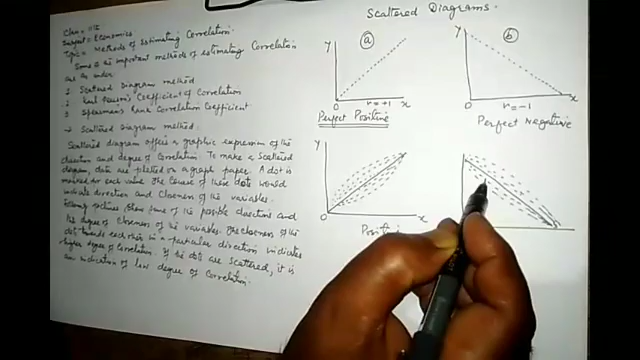 Class = IIIE
Subject = Economics
Topic = Methods of Estimating Correlation
Some of the important methods of estimating Correlation
are as under
1 Scattered Diagram method
2 Karl Pearson's Coefficient of Correlation
3 Spearman's Rank Correlation Coefficient
→ Scattered Diagram method:
Scattered diagram offers a graphic expression of the
direction and degree of Correlation. To make a Scattered
diagram, data are plotted on a graph paper. A dot is
marked for each value. The Course of these dots would
indicate direction and closeness of the variables.
Following pictures show some of the possible directions and
the degree of closeness of the variables. The closeness of the
dots towards each other in a particular direction indicates
higher degree of Correlation. If the dots are scattered, it is
an indication of low degree of Correlation.
Scattered Diagrams.
Y
a
O
r=+1
X
Perfect Positive
Y
b
O
r=-1
X
Perfect Negative
Y
O
X